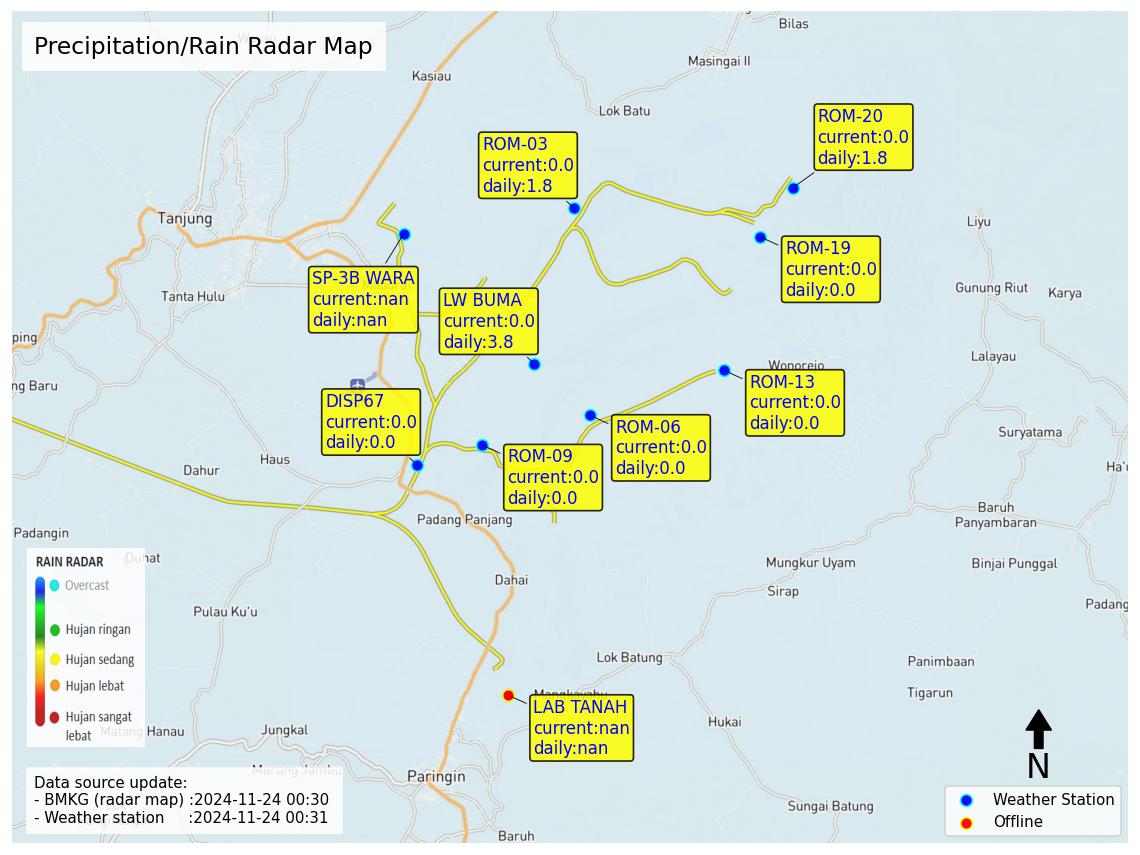 Precipitation/Rain Radar Map
Bilas
Masingai II
Kasiau
Lok Batu
ROM-20
current:0.0
daily:1.8
ROM-03
current:0.0
daily:1.8
Tanjung
Liyu
ROM-19
current:0.0
daily:0.0
SP-3B WARA
current:nan
daily:nan
Tanta Hulu
LW BUMA
current:0.0
daily:3.8
Gunung Riut
Karya
ping
Lalayau
Wonorejo
ng Baru
ROM-13
current:0.0
daily:0.0
DISP67
current:0.0
daily:0.0
ROM-06
current:0.0
daily:0.0
Suryatama
ROM-09
current:0.0
daily:0.0
Haus
Dahur
Ha'u
Baruh
Panyambaran
Padang Panjang
Padangin
Duhat
Mungkur Uyam
Binjai Punggal
Dahai
Sirap
Padang
Pulau Ku'u
RAIN RADAR
Overcast
Hujan ringan
Hujan sedang
Hujan lebat
Hujan sangat
lebat
Lok Batung
Panimbaan
Tigarun
Mangkayahu
LAB TANAH
current:nan
daily:nan
Hukai
Matang Hanau
Jungkal
Murung Jambu
Paringin
Sungai Batung
Baruh
Data source update:
- BMKG (radar map) :2024-11-24 00:30
- Weather station :2024-11-24 00:31
N
Weather Station
Offline